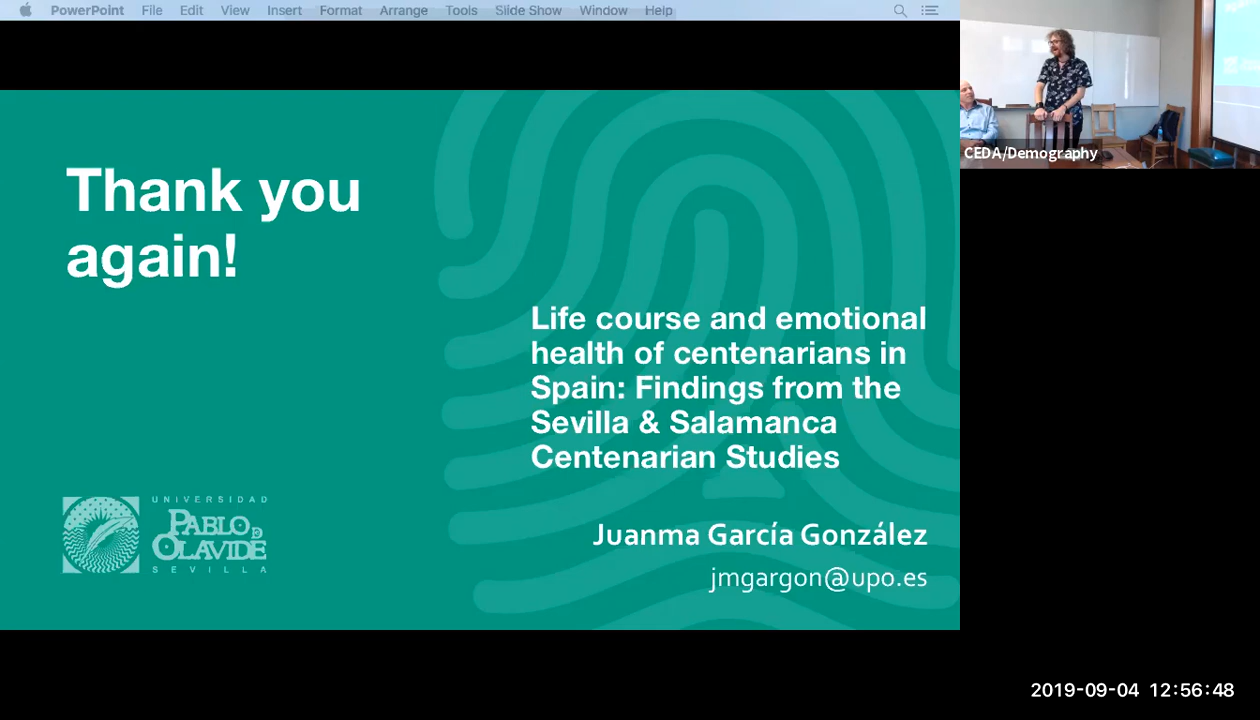 PowerPoint File Edit View Insert Format Arrange Tools Slide Show Window Help
Thank you
again!
Life course and emotional
health of centenarians in
Spain: Findings from the
Sevilla & Salamanca
Centenarian Studies
Juanma García González
jmgargon@upo.es
UNIVERSIDAD
PABLO DE
OLAVIDE
SEVILLA
CEDA/Demography
2019-09-04 12:56:48